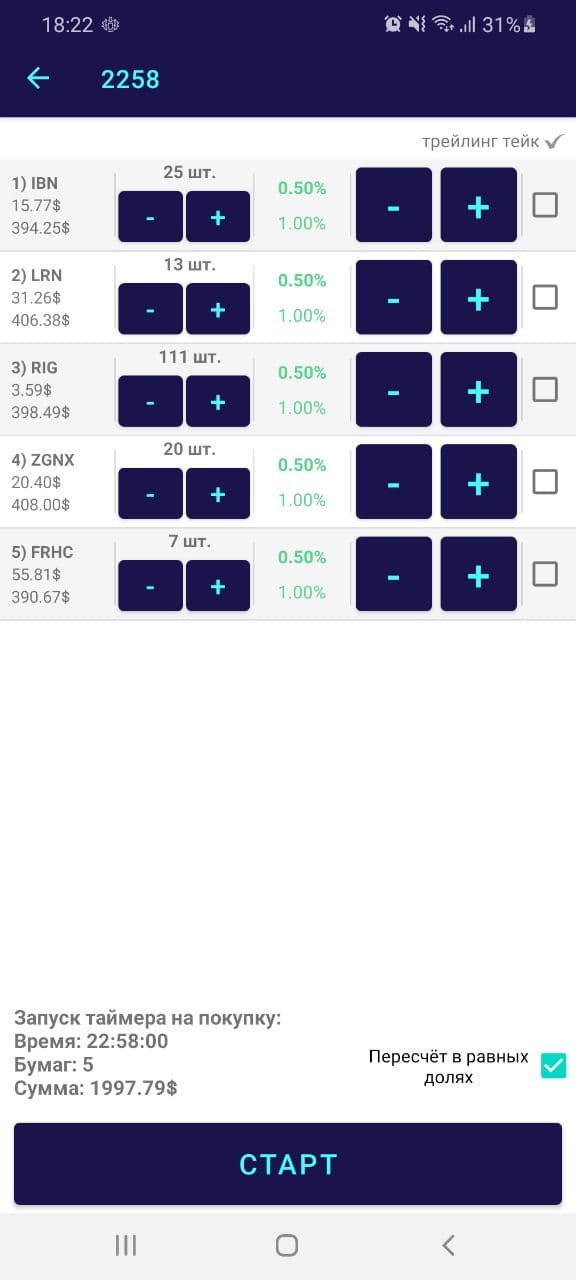 18:22 31%
2258
трейлинг тейк
1) IBN
15.77$
394.25$
25 шт.
- +
0.50%
1.00%
- +
2) LRN
31.26$
406.38$
13 шт.
- +
0.50%
1.00%
- +
3) RIG
3.59$
398.49$
111 шт.
- +
0.50%
1.00%
- +
4) ZGNX
20.40$
408.00$
20 шт.
- +
0.50%
1.00%
- +
5) FRHC
55.81$
390.67$
7 шт.
- +
0.50%
1.00%
- +
Запуск таймера на покупку:
Время: 22:58:00
Бумаг: 5
Сумма: 1997.79$
Пересчёт в равных
долях
СТАРТ